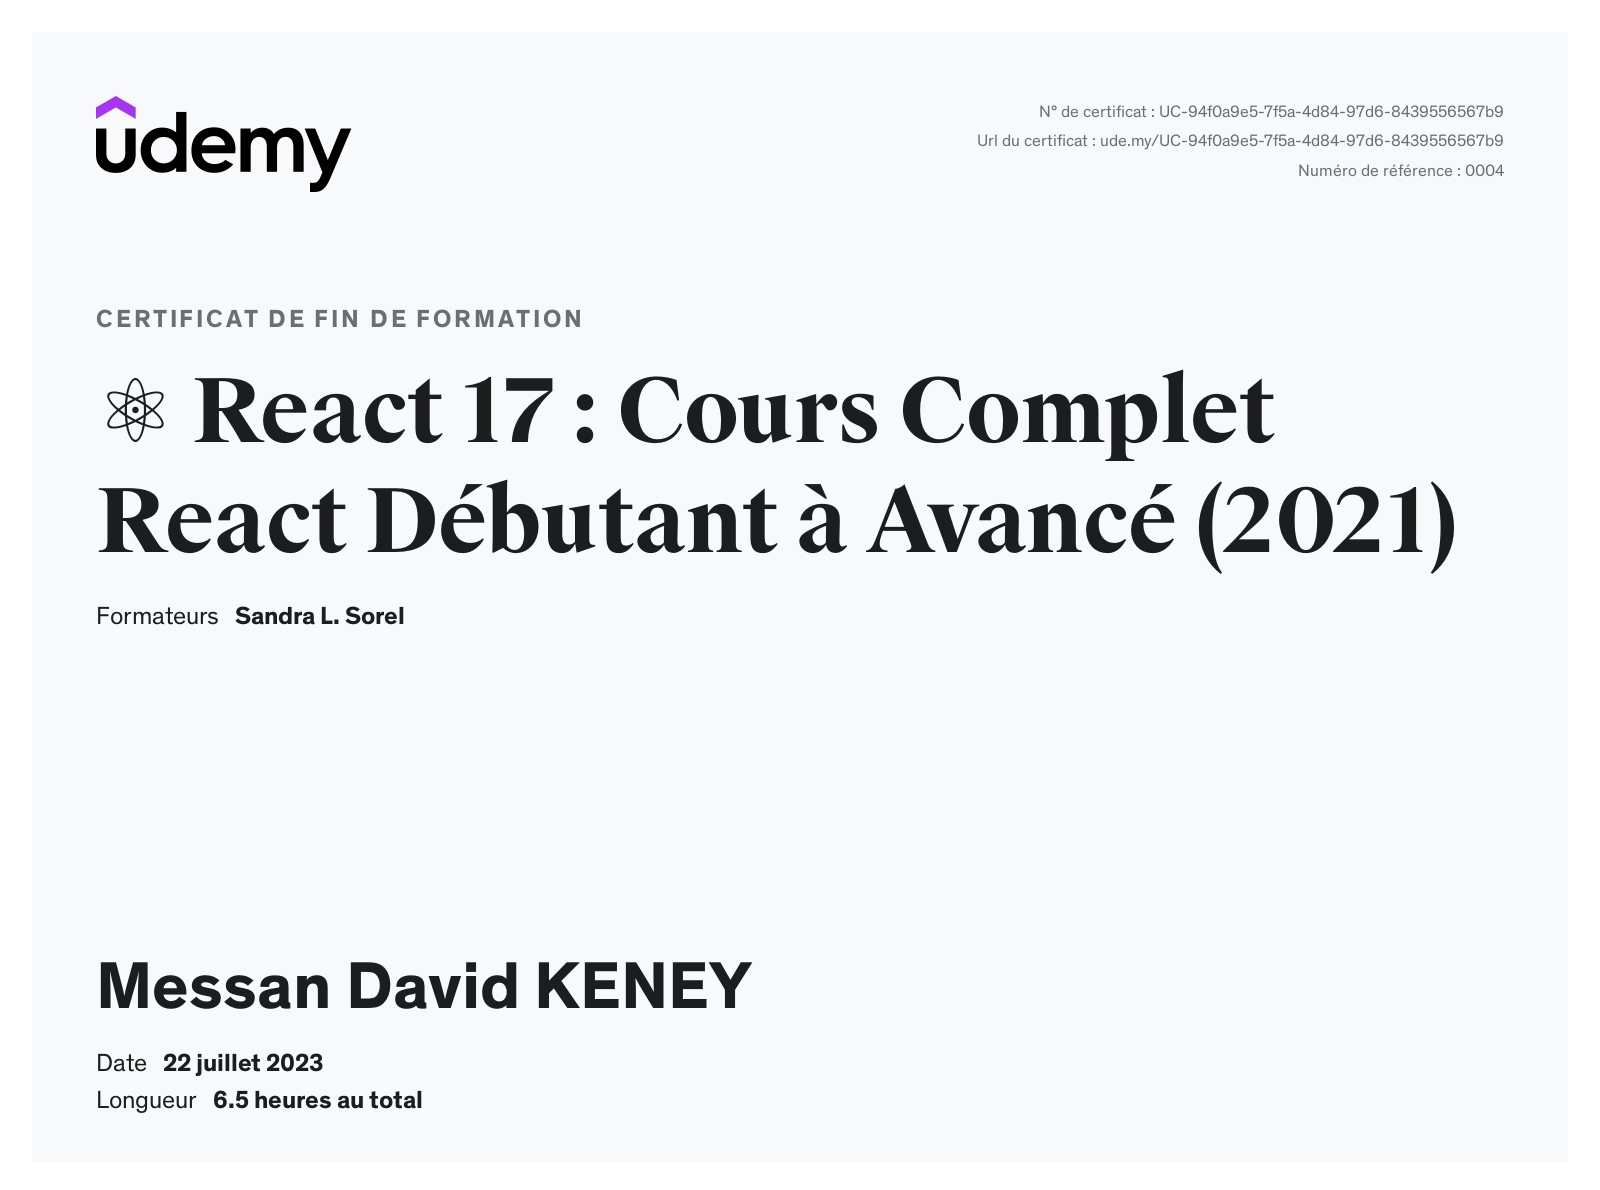 udemy
N° de certificat : UC-94f0a9e5-7f5a-4d84-97d6-8439556567b9
Url du certificat : ude.my/UC-94f0a9e5-7f5a-4d84-97d6-8439556567b9
Numéro de référence : 0004
CERTIFICAT DE FIN DE FORMATION
⚛ React 17 : Cours Complet
React Débutant à Avancé (2021)
Formateurs Sandra L. Sorel
Messan David KENEY
Date 22 juillet 2023
Longueur 6.5 heures au total